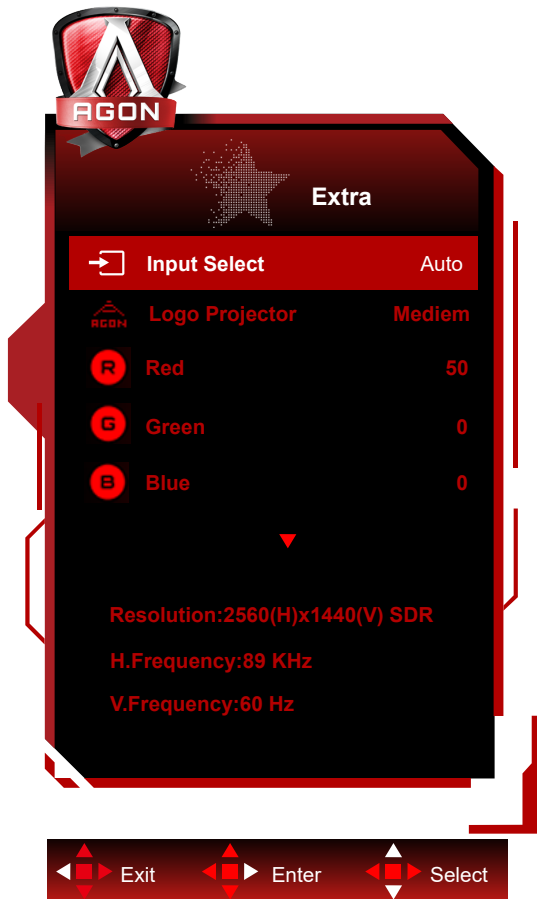 AGON
Extra
Input Select Auto
AGON Logo Projector Mediem
R Red 50
G Green 0
B Blue 0
Resolution:2560(H)x1440(V) SDR
H.Frequency:89 KHz
V.Frequency:60 Hz
Exit Enter Select